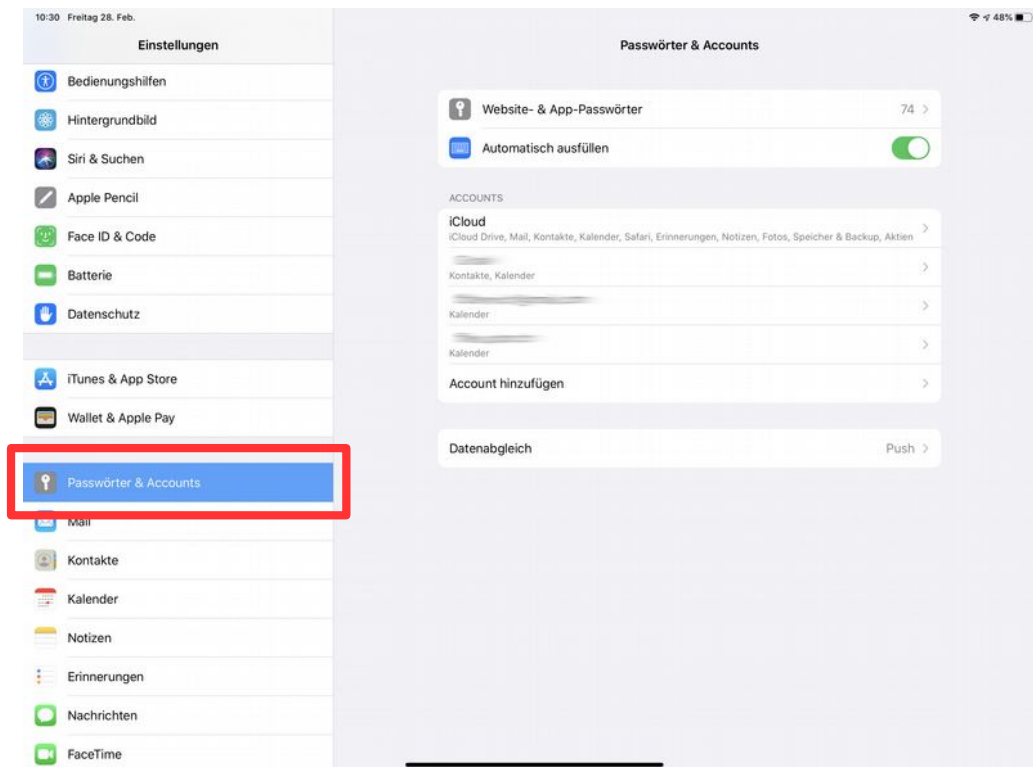 10:30 Freitag 28. Feb.
48%
Einstellungen
Bedienungshilfen
Hintergrundbild
Siri & Suchen
Apple Pencil
Face ID & Code
Batterie
Datenschutz
iTunes & App Store
Wallet & Apple Pay
Passwörter & Accounts
Mail
Kontakte
Kalender
Notizen
Erinnerungen
Nachrichten
FaceTime
Passwörter & Accounts
Website- & App-Passwörter 74
Automatisch ausfüllen
ACCOUNTS
iCloud
iCloud Drive, Mail, Kontakte, Kalender, Safari, Erinnerungen, Notizen, Fotos, Speicher & Backup, Aktien
Kontakte, Kalender
Kalender
Kalender
Account hinzufügen
Datenabgleich Push